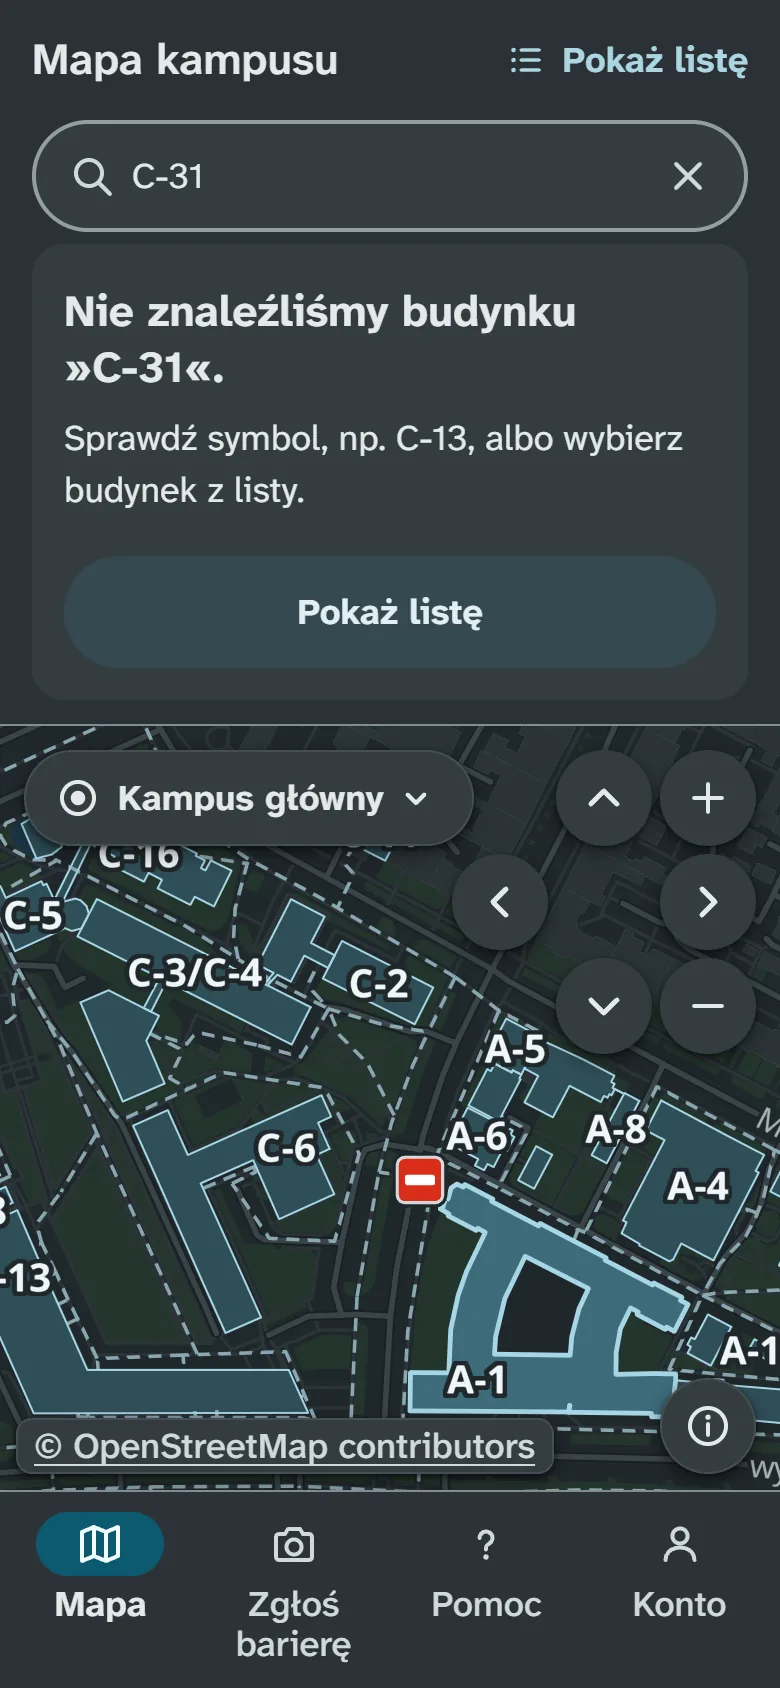 Mapa kampusu
Pokaż listę
C-31
Nie znaleźliśmy budynku
»C-31«.
Sprawdź symbol, np. C-13, albo wybierz
budynek z listy.
Pokaż listę
Kampus główny
C-16
C-5
C-3/C-4
C-2
A-5
A-6
A-8
C-6
A-4
-13
A-1
A-1
© OpenStreetMap contributors
Mapa
Zgłoś
barierę
Pomoc
Konto